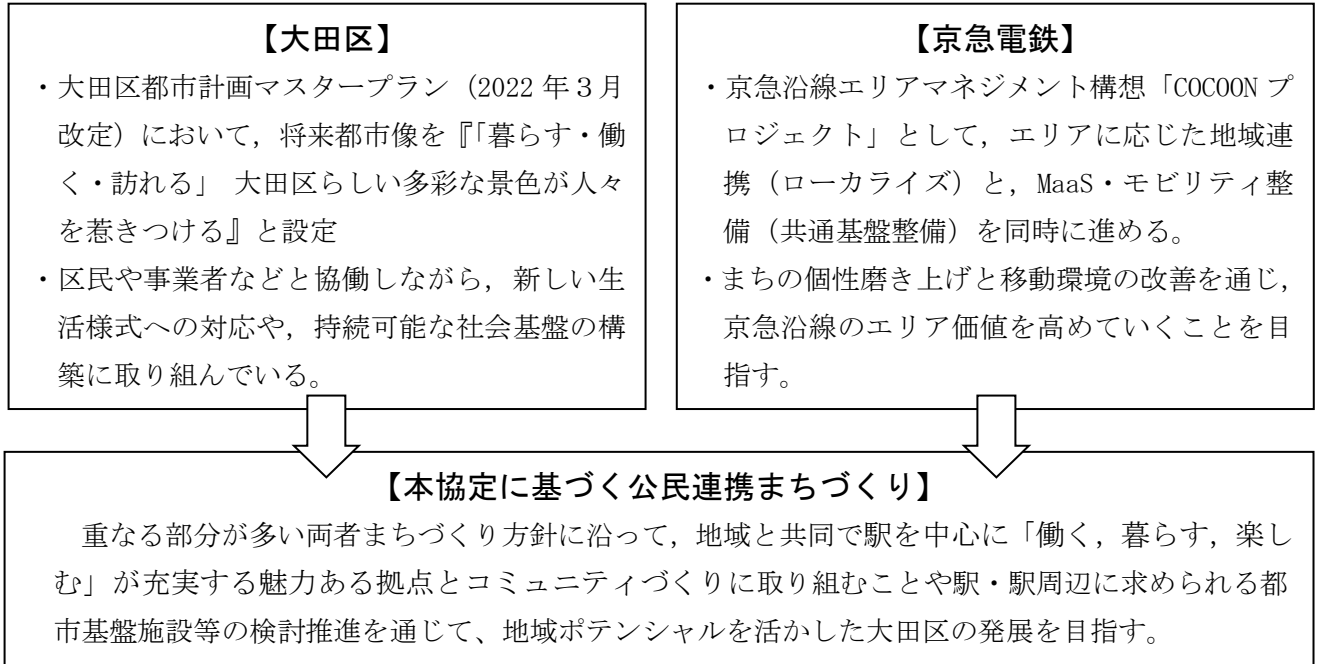 【大田区】
・大田区都市計画マスタープラン（2022 年３月
改定）において，将来都市像を『「暮らす・働
く・訪れる」 大田区らしい多彩な景色が人々
を惹きつける』と設定
・区民や事業者などと協働しながら，新しい生
活様式への対応や，持続可能な社会基盤の構
築に取り組んでいる。
【京急電鉄】
・京急沿線エリアマネジメント構想「COCOON プ
ロジェクト」として，エリアに応じた地域連
携（ローカライズ）と，MaaS・モビリティ整
備（共通基盤整備）を同時に進める。
・まちの個性磨き上げと移動環境の改善を通じ，
京急沿線のエリア価値を高めていくことを目
指す。
【本協定に基づく公民連携まちづくり】
重なる部分が多い両者まちづくり方針に沿って，地域と共同で駅を中心に「働く，暮らす，楽し
む」が充実する魅力ある拠点とコミュニティづくりに取り組むことや駅・駅周辺に求められる都
市基盤施設等の検討推進を通じて、地域ポテンシャルを活かした大田区の発展を目指す。